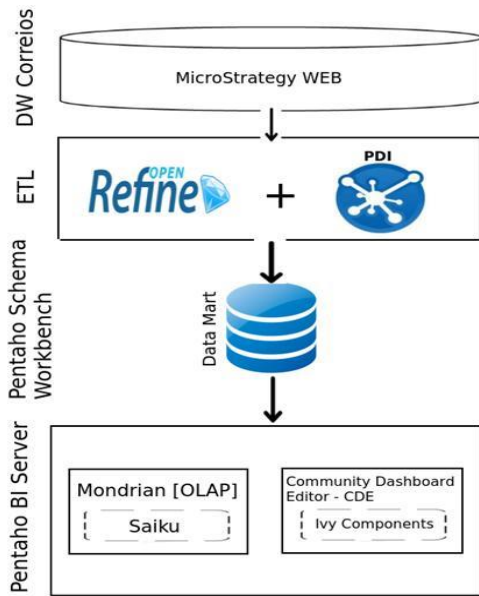 DW Correios
MicroStrategy WEB
ETL
OPEN
Refine
+
PDI
Pentaho Schema
Workbench
Data Mart
Pentaho BI Server
Mondrian [OLAP]
Saiku
Community Dashboard
Editor - CDE
Ivy Components